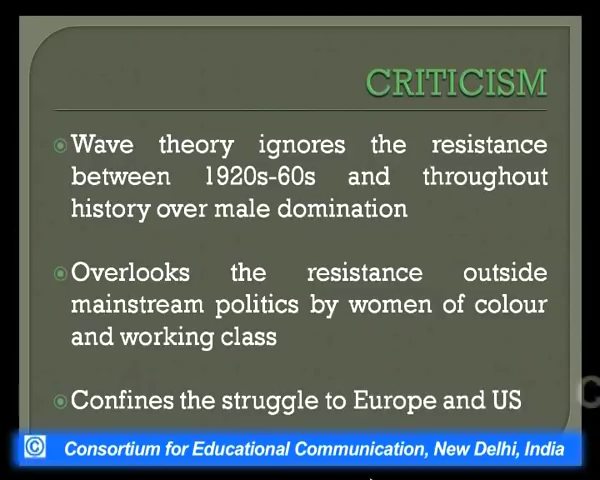 CRITICISM
Wave theory ignores the resistance
between 1920s-60s and throughout
history over male domination
Overlooks the resistance outside
mainstream politics by women of colour
and working class
Confines the struggle to Europe and US
© Consortium for Educational Communication, New Delhi, India
C